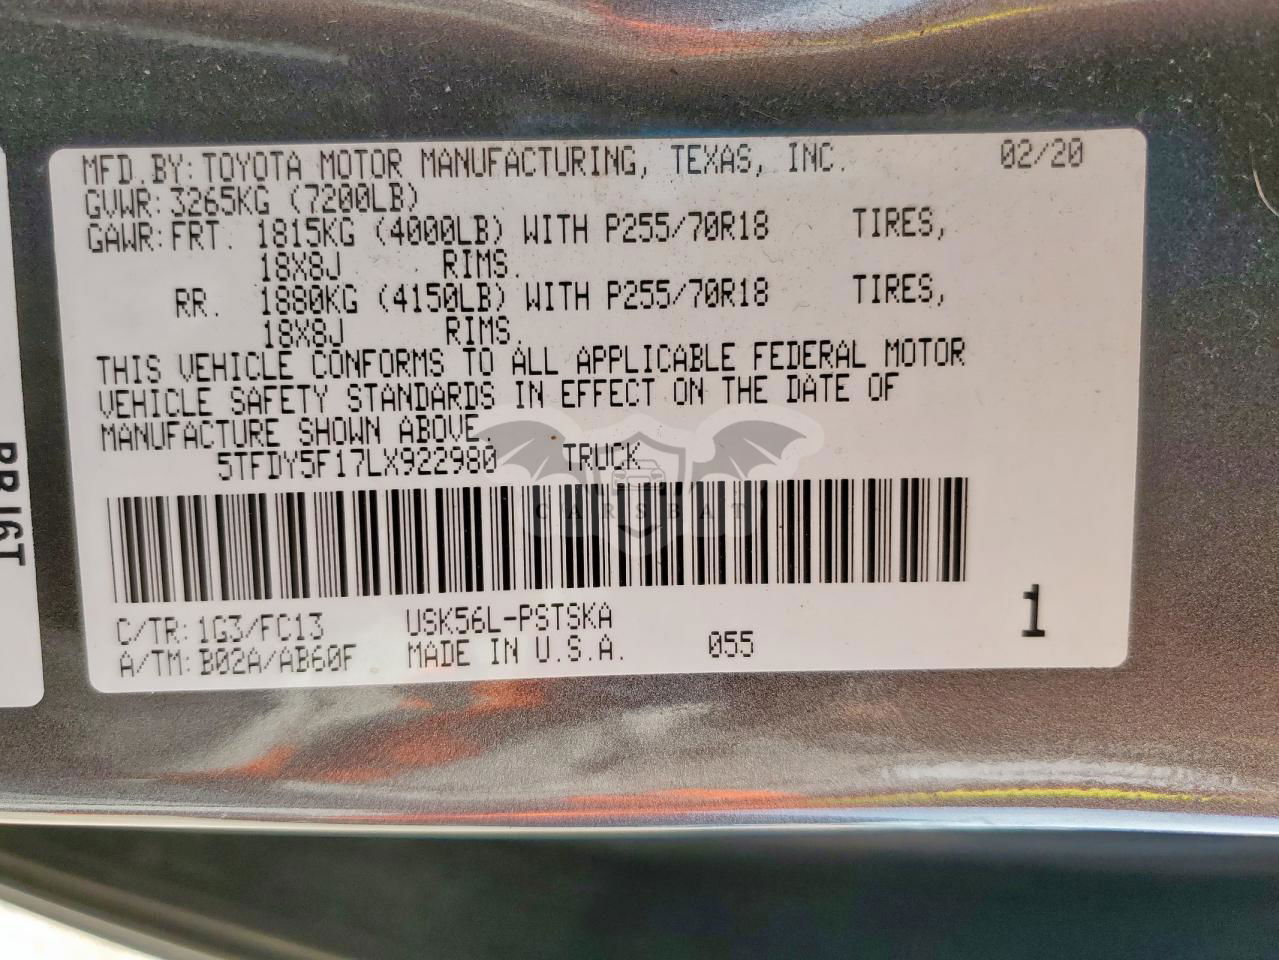 MFD.BY: TOYOTA MOTOR MANUFACTURING, TEXAS, INC. 02/20
GVWR: 3265KG (7200LB)
GAWR: FRT. 1815KG (4000LB) WITH P255/70R18 TIRES,
18X8J RIMS.
RR. 1880KG (4150LB) WITH P255/70R18 TIRES,
18X8J RIMS.
THIS VEHICLE CONFORMS TO ALL APPLICABLE FEDERAL MOTOR
VEHICLE SAFETY STANDARDS IN EFFECT ON THE DATE OF
MANUFACTURE SHOWN ABOVE.
5TFDY5F17LX922980 TRUCK
CARSBAT
C/TR: 1G3/FC13 USK56L-PSTSKA
A/TM: B02A/AB60F MADE IN U.S.A. 055
1